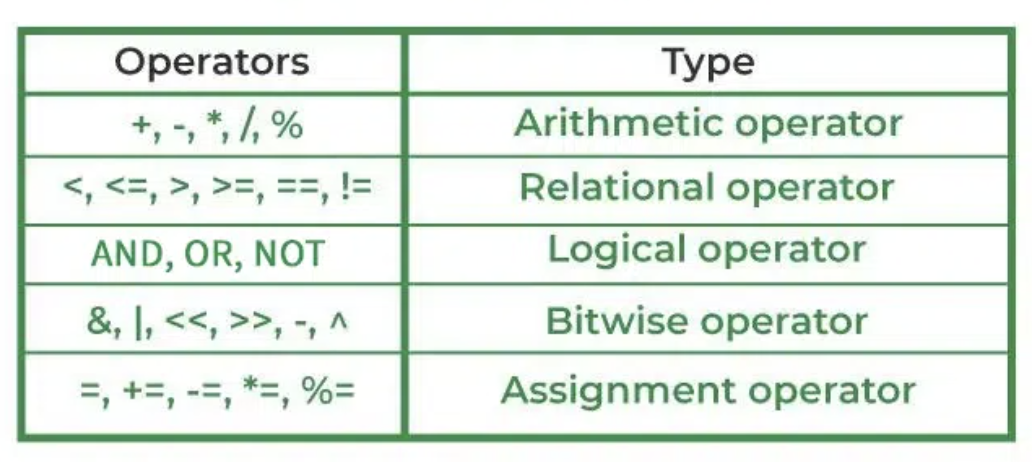 Operators Type
+, -, *, /, % Arithmetic operator
<, <=, >, >=, ==, != Relational operator
AND, OR, NOT Logical operator
&, |, <<, >>, -, ^ Bitwise operator
=, +=, -=, *=, %= Assignment operator